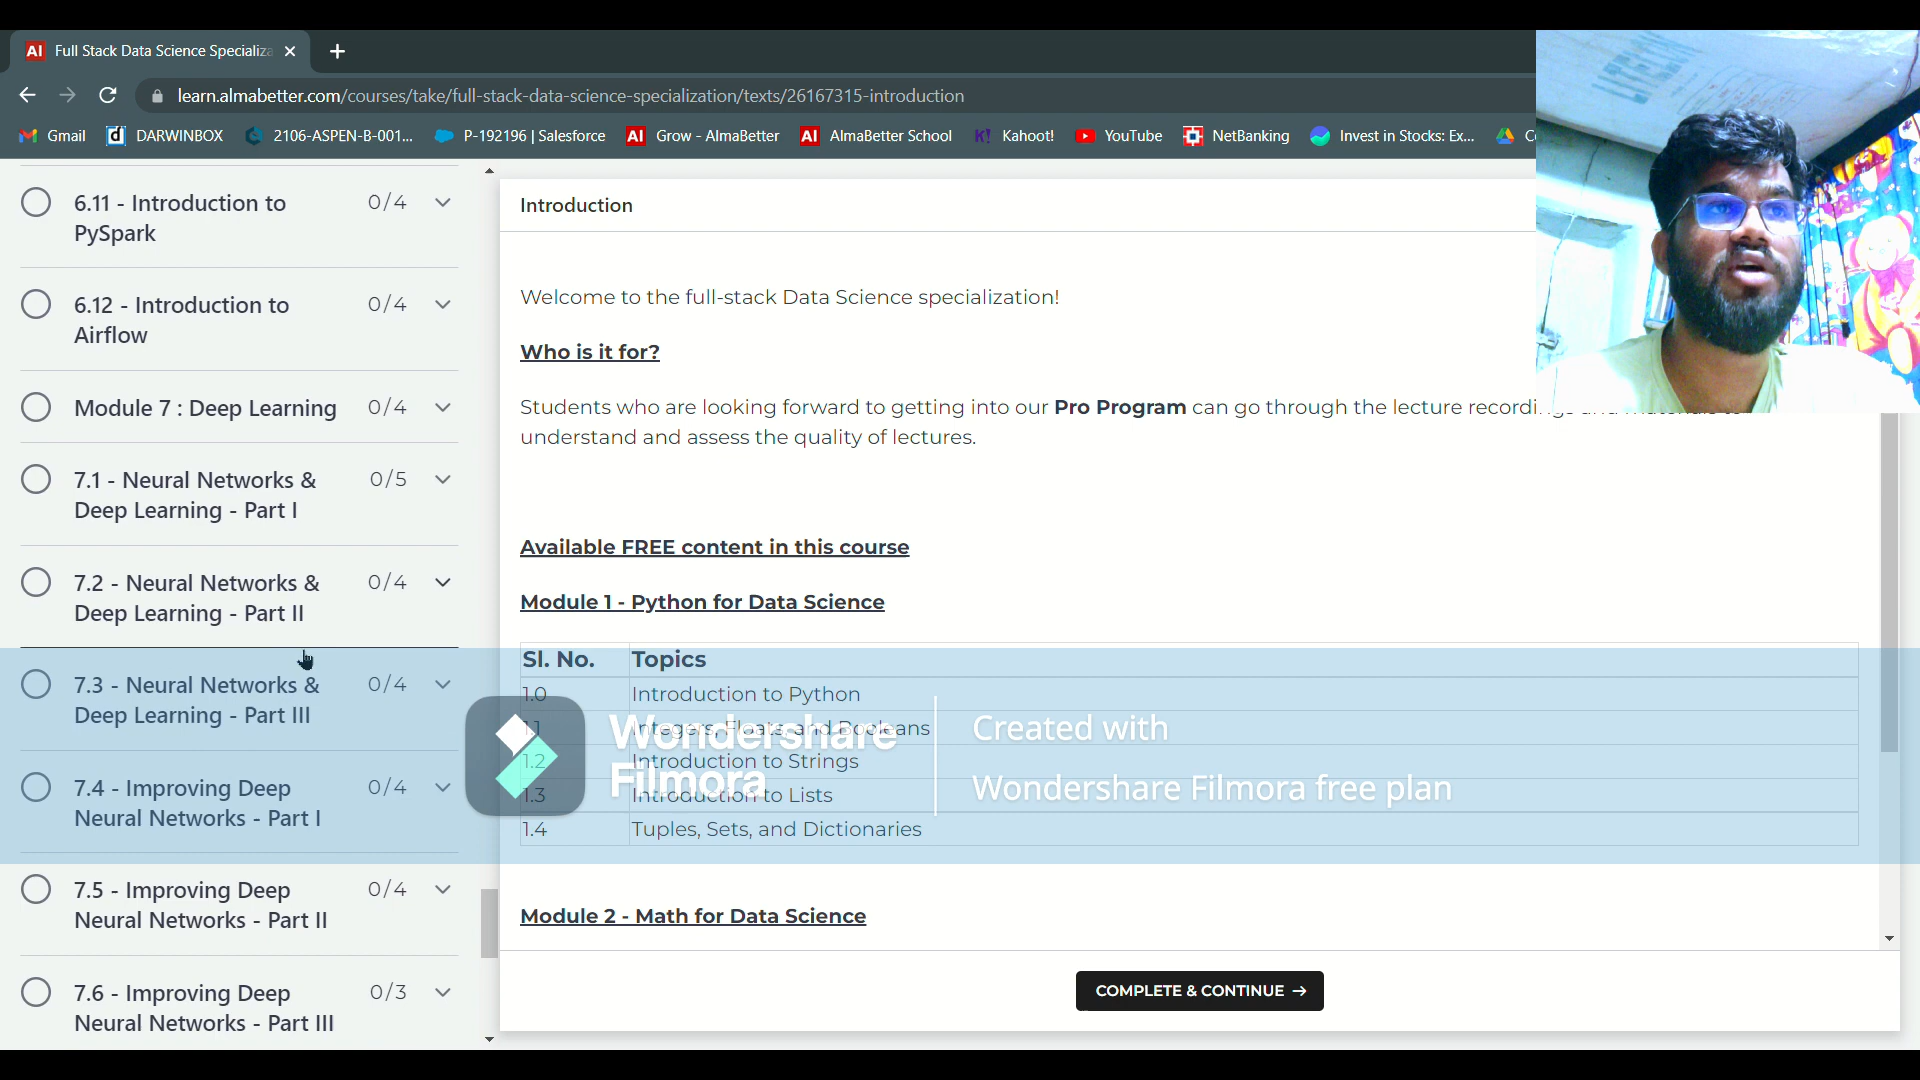 Full Stack Data Science Specializa
learn.almabetter.com/courses/take/full-stack-data-science-specialization/texts/26167315-introduction
Gmail DARWINBOX 2106-ASPEN-B-001... P-192196 | Salesforce Grow - AlmaBetter AlmaBetter School Kahoot! YouTube NetBanking Invest in Stocks: Ex...
6.11 - Introduction to 0/4
PySpark
6.12 - Introduction to 0/4
Airflow
Module 7 : Deep Learning 0/4
7.1 - Neural Networks & 0/5
Deep Learning - Part I
7.2 - Neural Networks & 0/4
Deep Learning - Part II
7.3 - Neural Networks & 0/4
Deep Learning - Part III
7.4 - Improving Deep 0/4
Neural Networks - Part I
7.5 - Improving Deep 0/4
Neural Networks - Part II
7.6 - Improving Deep 0/3
Neural Networks - Part III
Introduction
Welcome to the full-stack Data Science specialization!
Who is it for?
Students who are looking forward to getting into our Pro Program can go through the lecture
understand and assess the quality of lectures.
Available FREE content in this course
Module 1 - Python for Data Science
Sl. No. Topics
1.0 Introduction to Python
1.1 Integers, Floats, and Booleans
1.2 Introduction to Strings
1.3 Introduction to Lists
1.4 Tuples, Sets, and Dictionaries
Wondershare
Filmora
Created with
Wondershare Filmora free plan
Module 2 - Math for Data Science
COMPLETE & CONTINUE →